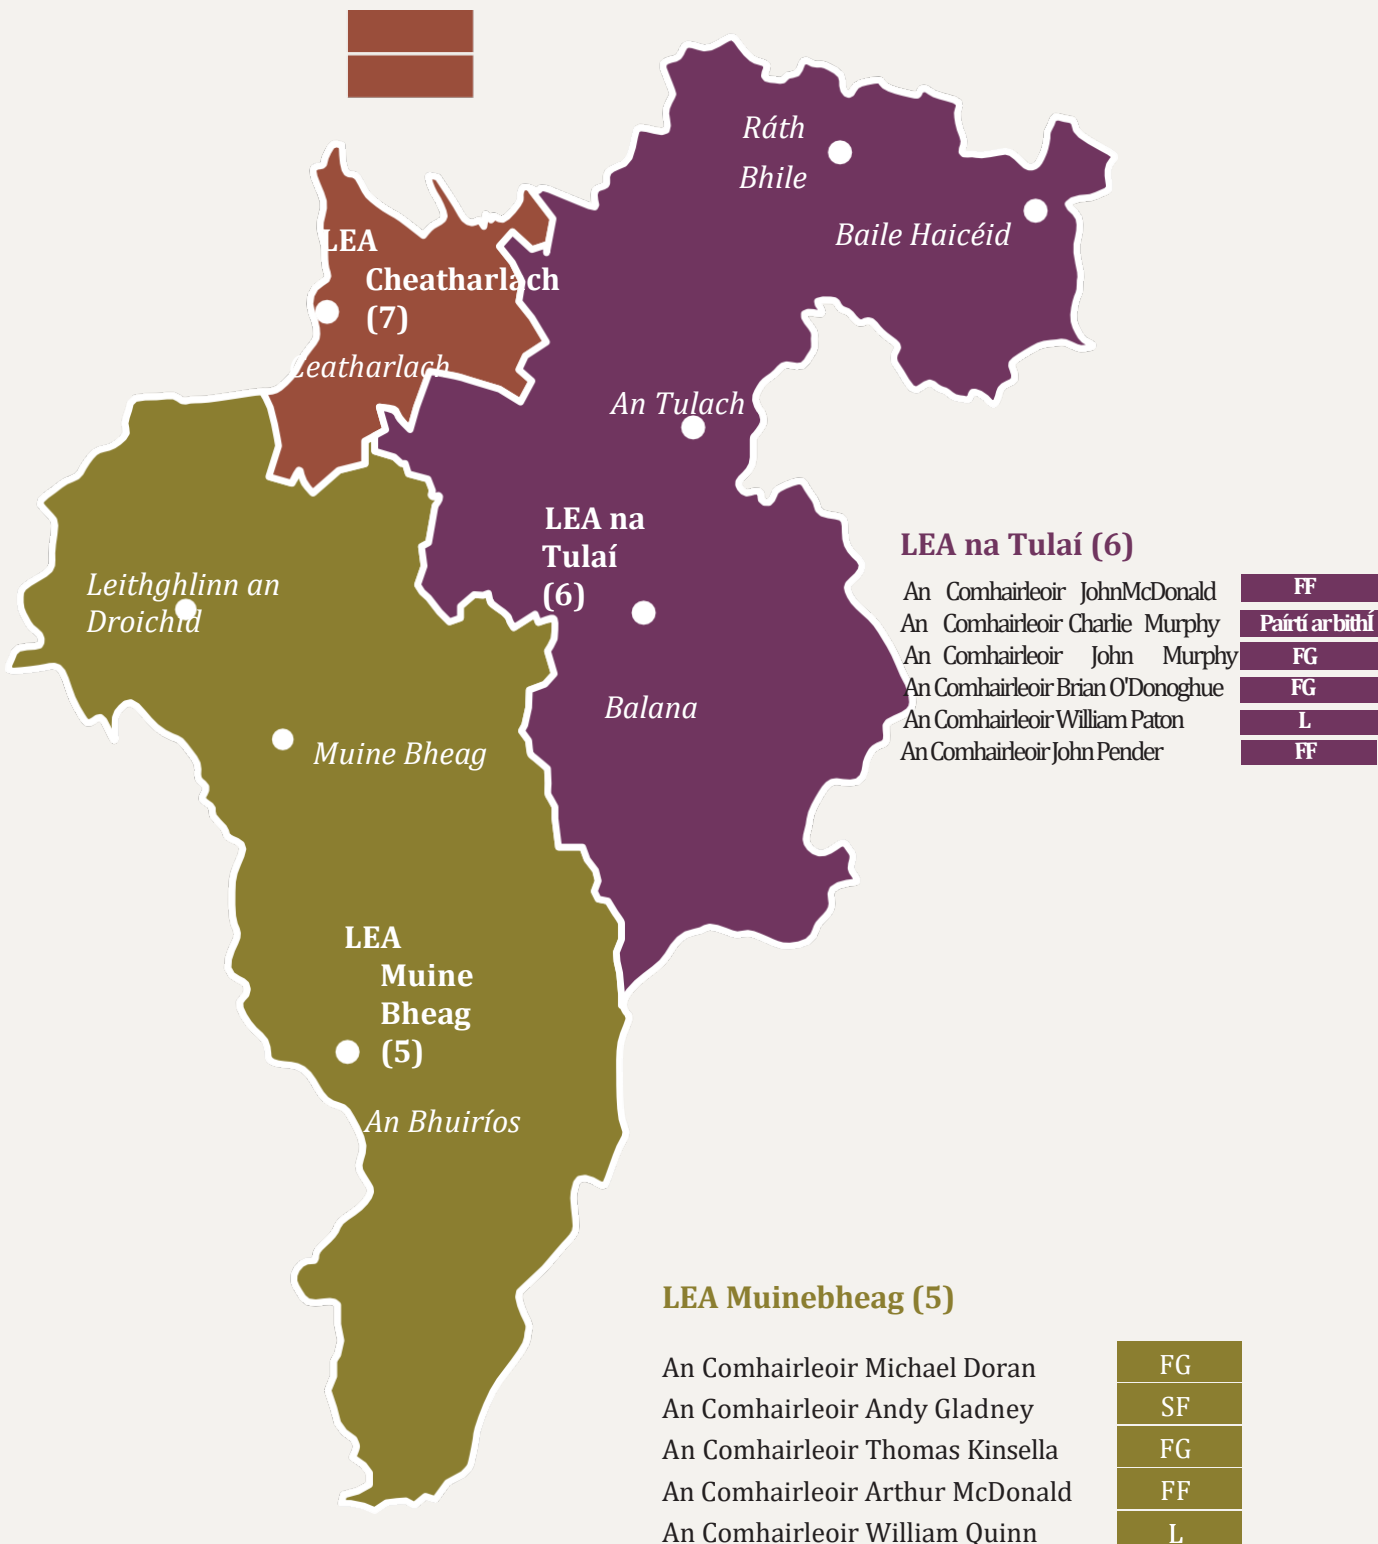 Ráth
Bhile
Baile Haicéid
LEA
Cheatharlach
(7)
Ceatharlach
An Tulach
LEA na
Tulaí
(6)
Leithghlinn an
Droichid
Balana
Muine Bheag
LEA
Muine
Bheag
(5)
An Bhuiríos
LEA na Tulaí (6)
An Comhairleoir JohnMcDonald FF
An Comhairleoir Charlie Murphy Paírtí ar bithÍ
An Comhairleoir John Murphy FG
An Comhairleoir Brian O'Donoghue FG
An Comhairleoir William Paton L
An Comhairleoir John Pender FF
LEA Muinebheag (5)
An Comhairleoir Michael Doran FG
An Comhairleoir Andy Gladney SF
An Comhairleoir Thomas Kinsella FG
An Comhairleoir Arthur McDonald FF
An Comhairleoir William Quinn L